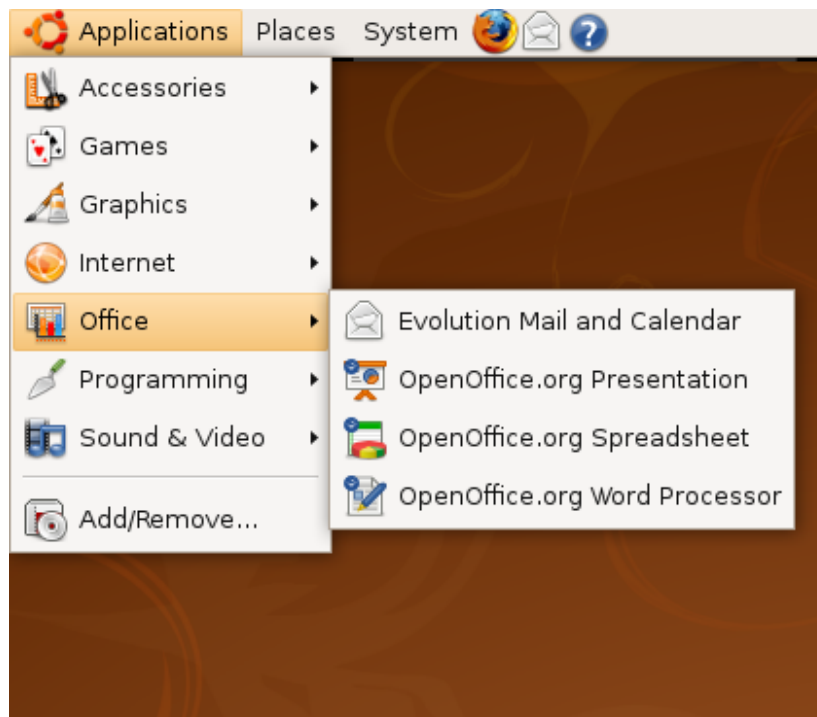 Applications Places System
Accessories
Games
Graphics
Internet
Office
Programming
Sound & Video
Add/Remove...
Evolution Mail and Calendar
OpenOffice.org Presentation
OpenOffice.org Spreadsheet
OpenOffice.org Word Processor